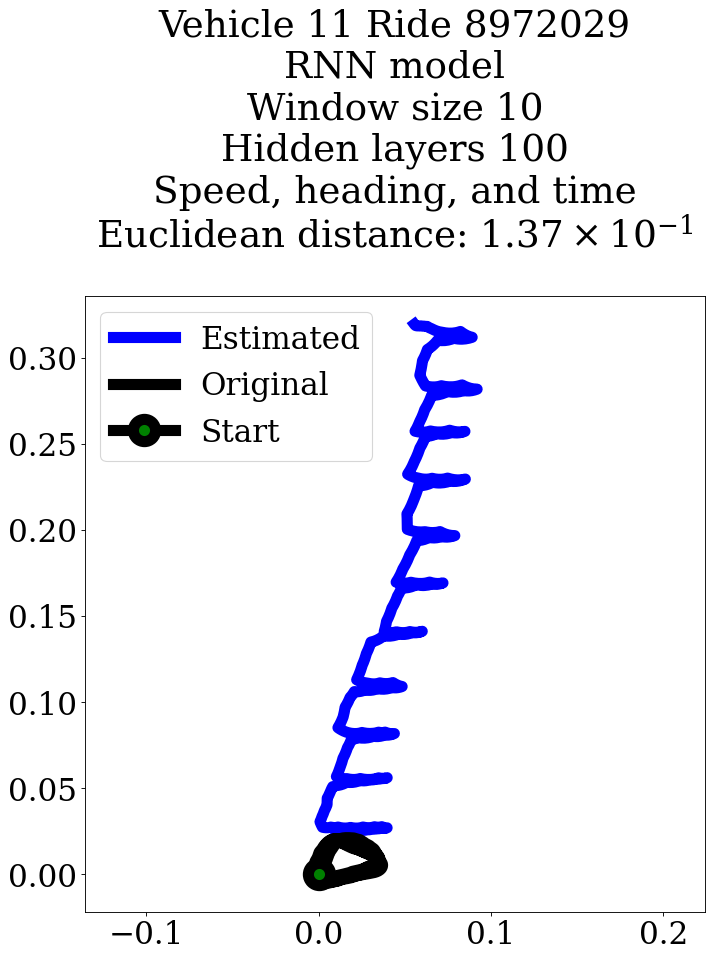 Vehicle 11 Ride 8972029
RNN model
Window size 10
Hidden layers 100
Speed, heading, and time
Euclidean distance: 1.37 × 10⁻¹
Estimated
Original
Start
0.30
0.25
0.20
0.15
0.10
0.05
0.00
−0.1 0.0 0.1 0.2